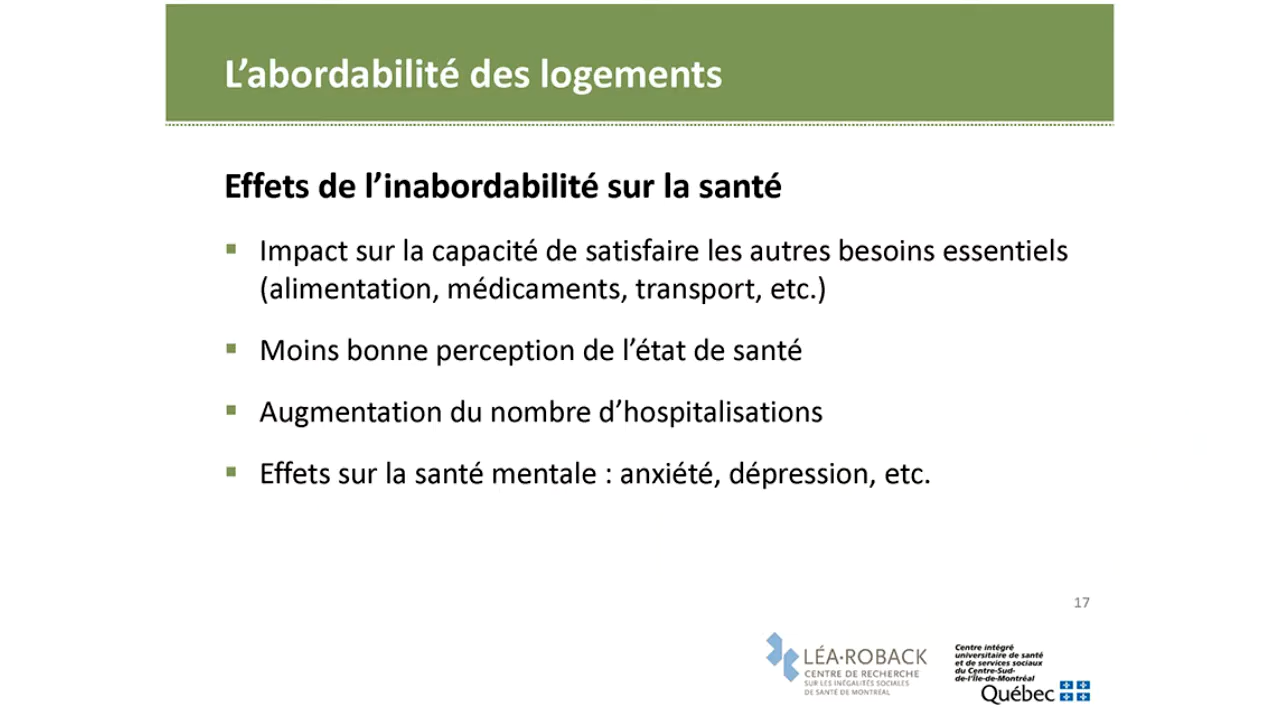 L’abordabilité des logements
Effets de l’inabordabilité sur la santé
▪ Impact sur la capacité de satisfaire les autres besoins essentiels
(alimentation, médicaments, transport, etc.)
▪ Moins bonne perception de l’état de santé
▪ Augmentation du nombre d’hospitalisations
▪ Effets sur la santé mentale : anxiété, dépression, etc.
17
LÉA·ROBACK
CENTRE DE RECHERCHE
SUR LES INÉGALITÉS SOCIALES
DE SANTÉ DE MONTRÉAL
Centre intégré
universitaire de santé
et de services sociaux
du Centre-Sud-
de-l’Île-de-Montréal
Québec